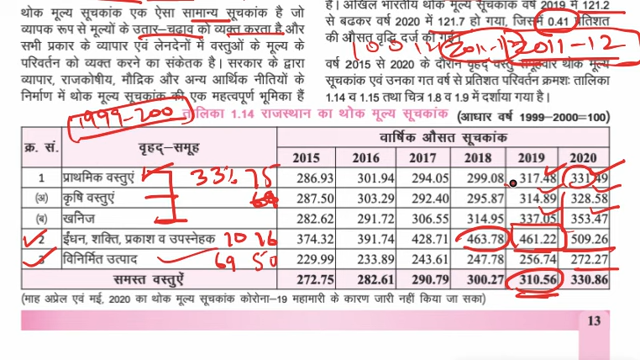 थोक मूल्य सूचकांक एक ऐसा सामान्य सूचकांक है जो
व्यापक रूप से मूल्यों के उतार-चढ़ाव को व्यक्त करता है और
सभी प्रकार के व्यापार एवं लेनदेनों में वस्तुओं के मूल्य के
परिवर्तन को व्यक्त करने का संकेतक है। सरकार के द्वारा
व्यापार, राजकोषीय, मौद्रिक और अन्य आर्थिक नीतियों के
निर्माण में थोक मूल्य सूचकांक की एक महत्वपूर्ण भूमिका हैं
है। अखिल भारतीय थोक मूल्य सूचकांक वर्ष 2019 में 121.2
से बढकर वर्ष 2020 में 121.7 हो गया, जिसमें 0.41 प्रतिशत
की औसत वृद्धि दर्ज की गई।
2011-12
2011-12
वर्ष 2015 से 2020 के दौरान वृहद् समूहवार थोक मूल्य
सूचकांक एवं उनका गत वर्ष से प्रतिशत परिवर्तन क्रमशः तालिका
1.14 व 1.15 तथा चित्र 1.8 व 1.9 में दर्शाया गया है।
1999-200
तालिका 1.14 राजस्थान का थोक मूल्य सूचकांक
(आधार वर्ष 1999-2000=100)
क्र. सं. वृहद्-समूह वार्षिक औसत सूचकांक
2015 2016 2017 2018 2019 2020
1 प्राथमिक वस्तुएं 33% 75 286.93 301.94 294.05 299.08 317.48 331.49
(अ) कृषि वस्तुएं 287.50 303.29 292.40 295.87 314.89 328.58
(ब) खनिज 282.62 291.72 306.55 314.95 337.05 353.47
2 ईंधन, शक्ति, प्रकाश व उपस्नेहक 374.32 391.74 428.71 463.78 461.22 509.26
3 विनिर्मित उत्पाद 69 50 229.99 233.89 243.61 247.78 256.74 272.27
समस्त वस्तुऐं 272.75 282.61 290.79 300.27 310.56 330.86
(माह अप्रेल एवं मई, 2020 का थोक मूल्य सूचकांक कोरोना-19 महामारी के कारण जारी नहीं किया जा सका)
13